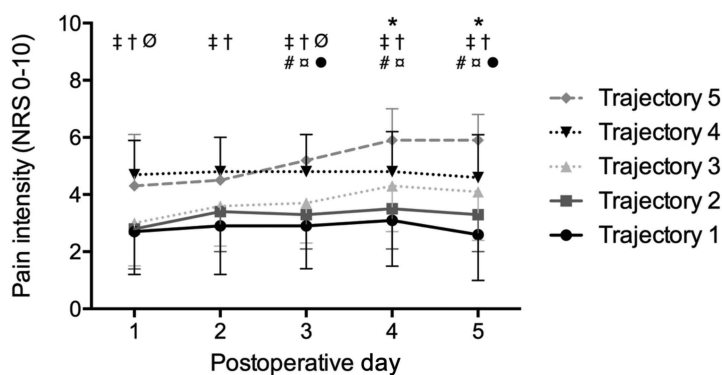 10
8
6
4
2
0
Pain intensity (NRS 0-10)
‡ † Ø
‡ †
‡ † Ø
# ¤ ●
*
‡ †
# ¤
*
‡ †
# ¤ ●
1 2 3 4 5
Postoperative day
Trajectory 5
Trajectory 4
Trajectory 3
Trajectory 2
Trajectory 1